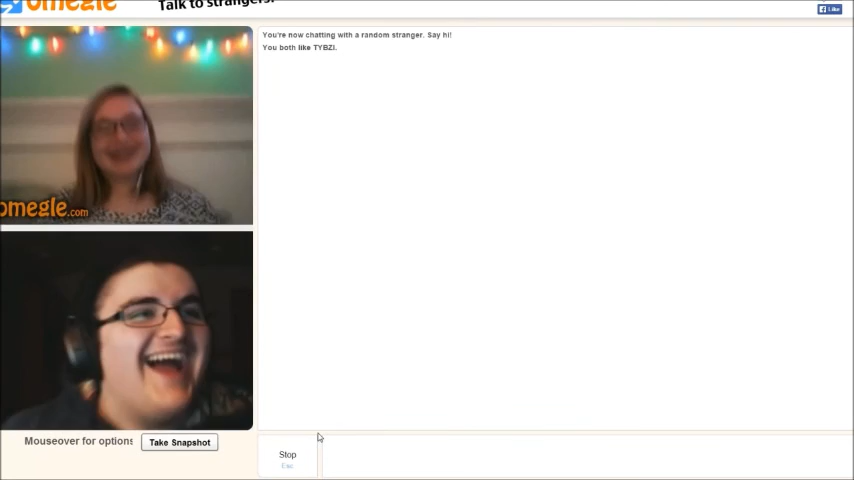 omegle
Talk to strangers!
Like
You're now chatting with a random stranger. Say hi!
You both like TYBZI.
omegle.com
Mouseover for options
Take Snapshot
Stop
Esc